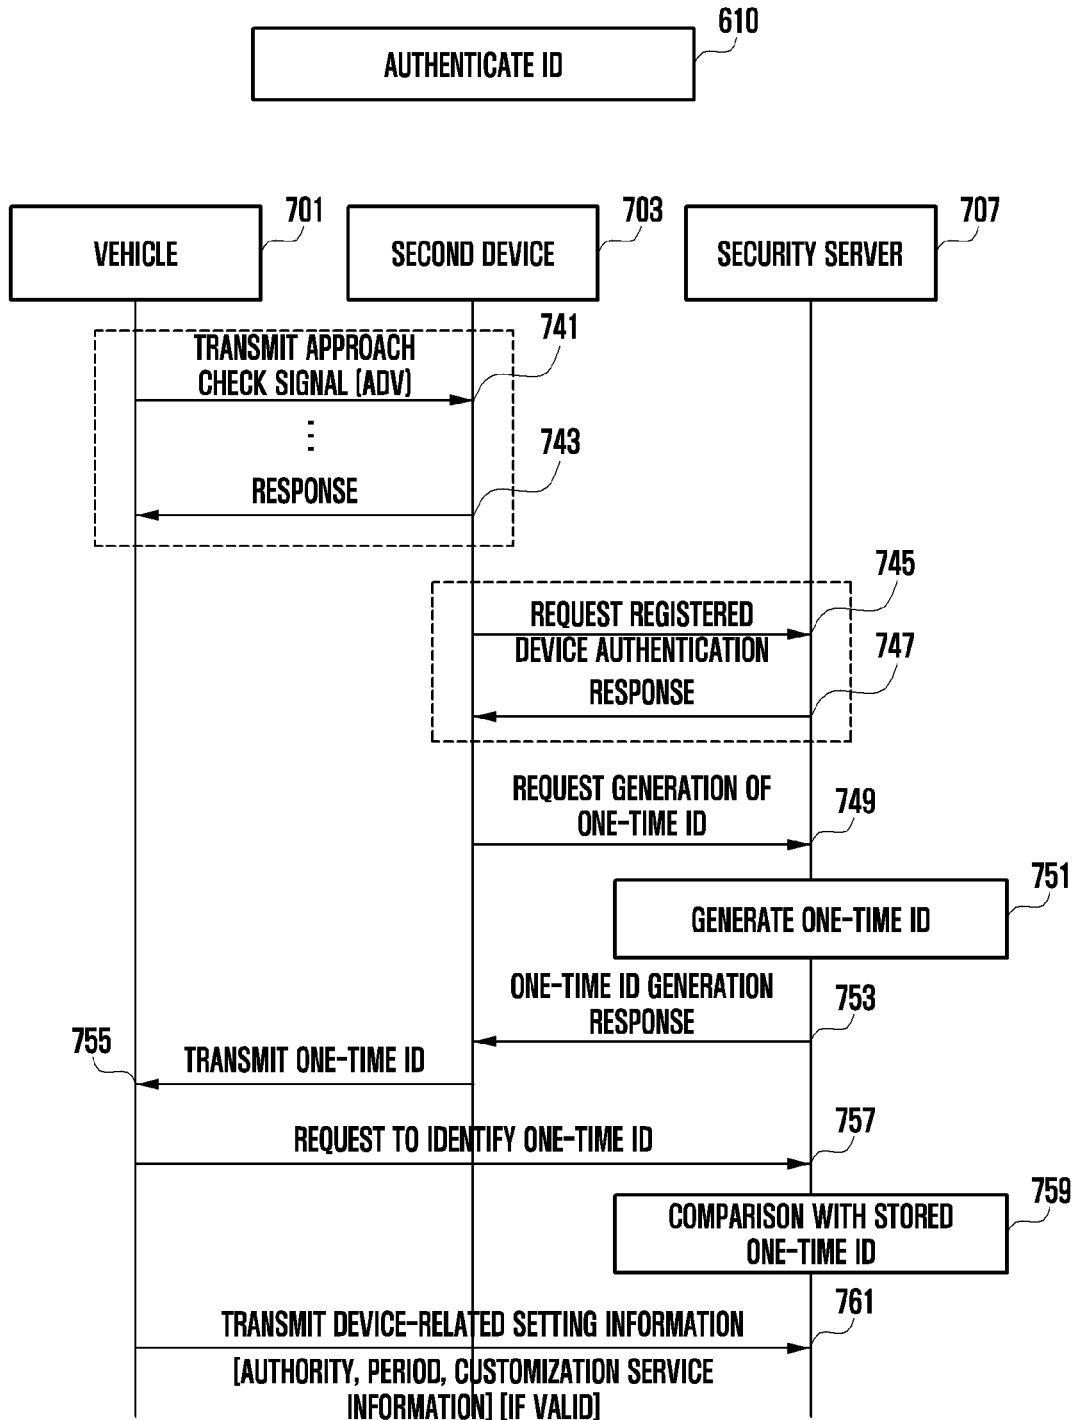 610
AUTHENTICATE ID
701
703
707
VEHICLE
SECOND DEVICE
SECURITY SERVER
TRANSMIT APPROACH
CHECK SIGNAL (ADV)
741
743
RESPONSE
745
REQUEST REGISTERED
DEVICE AUTHENTICATION
747
RESPONSE
REQUEST GENERATION OF
ONE-TIME ID
749
751
GENERATE ONE-TIME ID
ONE-TIME ID GENERATION
RESPONSE
753
755
TRANSMIT ONE-TIME ID
757
REQUEST TO IDENTIFY ONE-TIME ID
759
COMPARISON WITH STORED
ONE-TIME ID
761
TRANSMIT DEVICE-RELATED SETTING INFORMATION
[AUTHORITY, PERIOD, CUSTOMIZATION SERVICE
INFORMATION] [IF VALID]